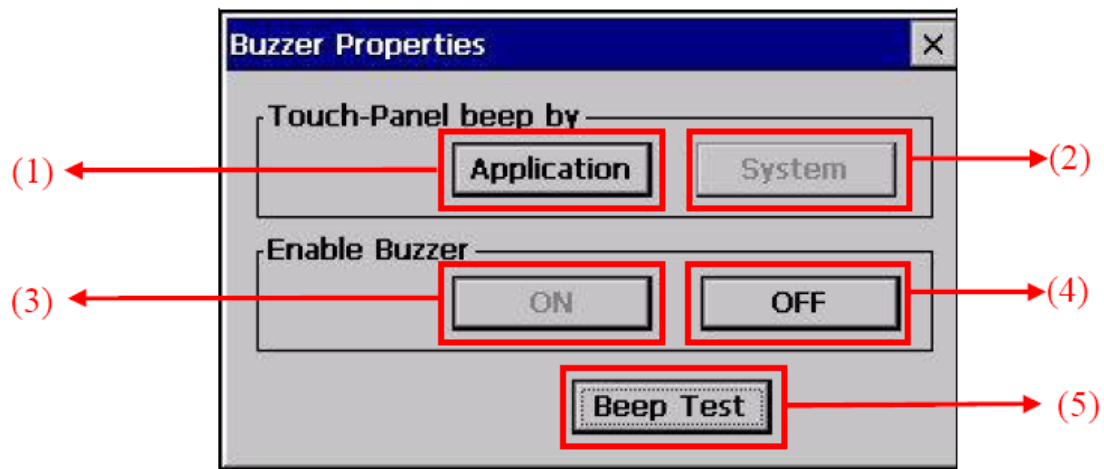 Buzzer Properties
Touch-Panel beep by
(1) Application System (2)
Enable Buzzer
(3) ON OFF (4)
Beep Test (5)